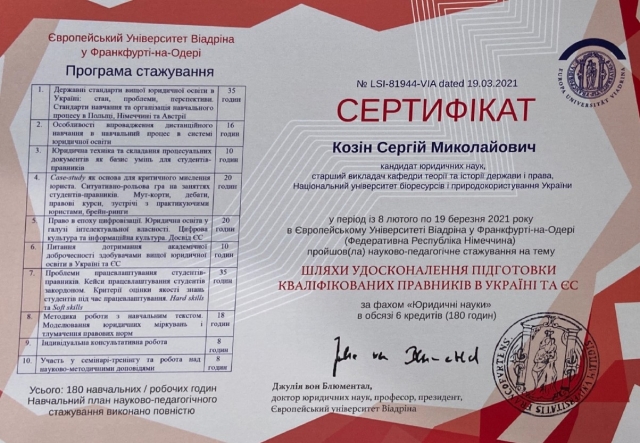 Європейський Університет Віадріна
у Франкфурті-на-Одері
Програма стажування
1. Державні стандарти вищої юридичної освіти в 35
Україні: стан, проблеми, перспективи. годин
Стандарти навчання та організація навчального
процесу в Польщі, Німеччині та Австрії
2. Особливості впровадження дистанційного 16
навчання в навчальний процес в системі годин
юридичної освіти
3. Юридична техніка та складання процесуальних 10
документів як базис умінь для студентів- годин
правників
4. Case-study як основа для критичного мислення 20
юриста. Ситуативно-рольова гра на заняттях годин
студентів-правників. Мут-корти, дебати,
правові курси, зустрічі з практикуючими
юристами, брейн-ринги
5. Право в епоху цифровізації. Юридична освіта у 20
галузі інтелектуальної власності. Цифрова годин
культура та інформаційна культура. Досвід ЄС
6. Питання дотримання академічної 10
доброчесності здобувачами вищої юридичної годин
освіти в Україні та ЄС
7. Проблеми працевлаштування студентів- 35
правників. Кейси працевлаштування студентів годин
закордоном. Критерії оцінки якості знань
студентів під час працевлаштування. Hard skills
та Soft skills
8. Методика роботи з навчальним текстом. 18
Моделювання юридичних міркувань і годин
тлумачення правових норм
9. Індивідуальна консультативна робота 8
годин
10. Участь у семінарі-тренінгу та робота над 8
науково-методичними доповідями годин
Усього: 180 навчальних / робочих годин
Навчальний план науково-педагогічного
стажування виконано повністю
EUROPA UNIVERSITÄT VIADRINA
№ LSI-81944-VIA dated 19.03.2021
СЕРТИФІКАТ
Козін Сергій Миколайович
кандидат юридичних наук,
старший викладач кафедри теорії та історії держави і права,
Національний університет біоресурсів і природокористування України
у період із 8 лютого по 19 березня 2021 року
в Європейському Університеті Віадріна у Франкфурті-на-Одері
(Федеративна Республіка Німеччина)
пройшов(ла) науково-педагогічне стажування на тему
ШЛЯХИ УДОСКОНАЛЕННЯ ПІДГОТОВКИ
КВАЛІФІКОВАНИХ ПРАВНИКІВ В УКРАЇНІ ТА ЄС
за фахом «Юридичні науки»
в обсязі 6 кредитів (180 годин)
Джулія вон Блюментал,
доктор юридичних наук, професор, президент,
Європейський університет Віадріна